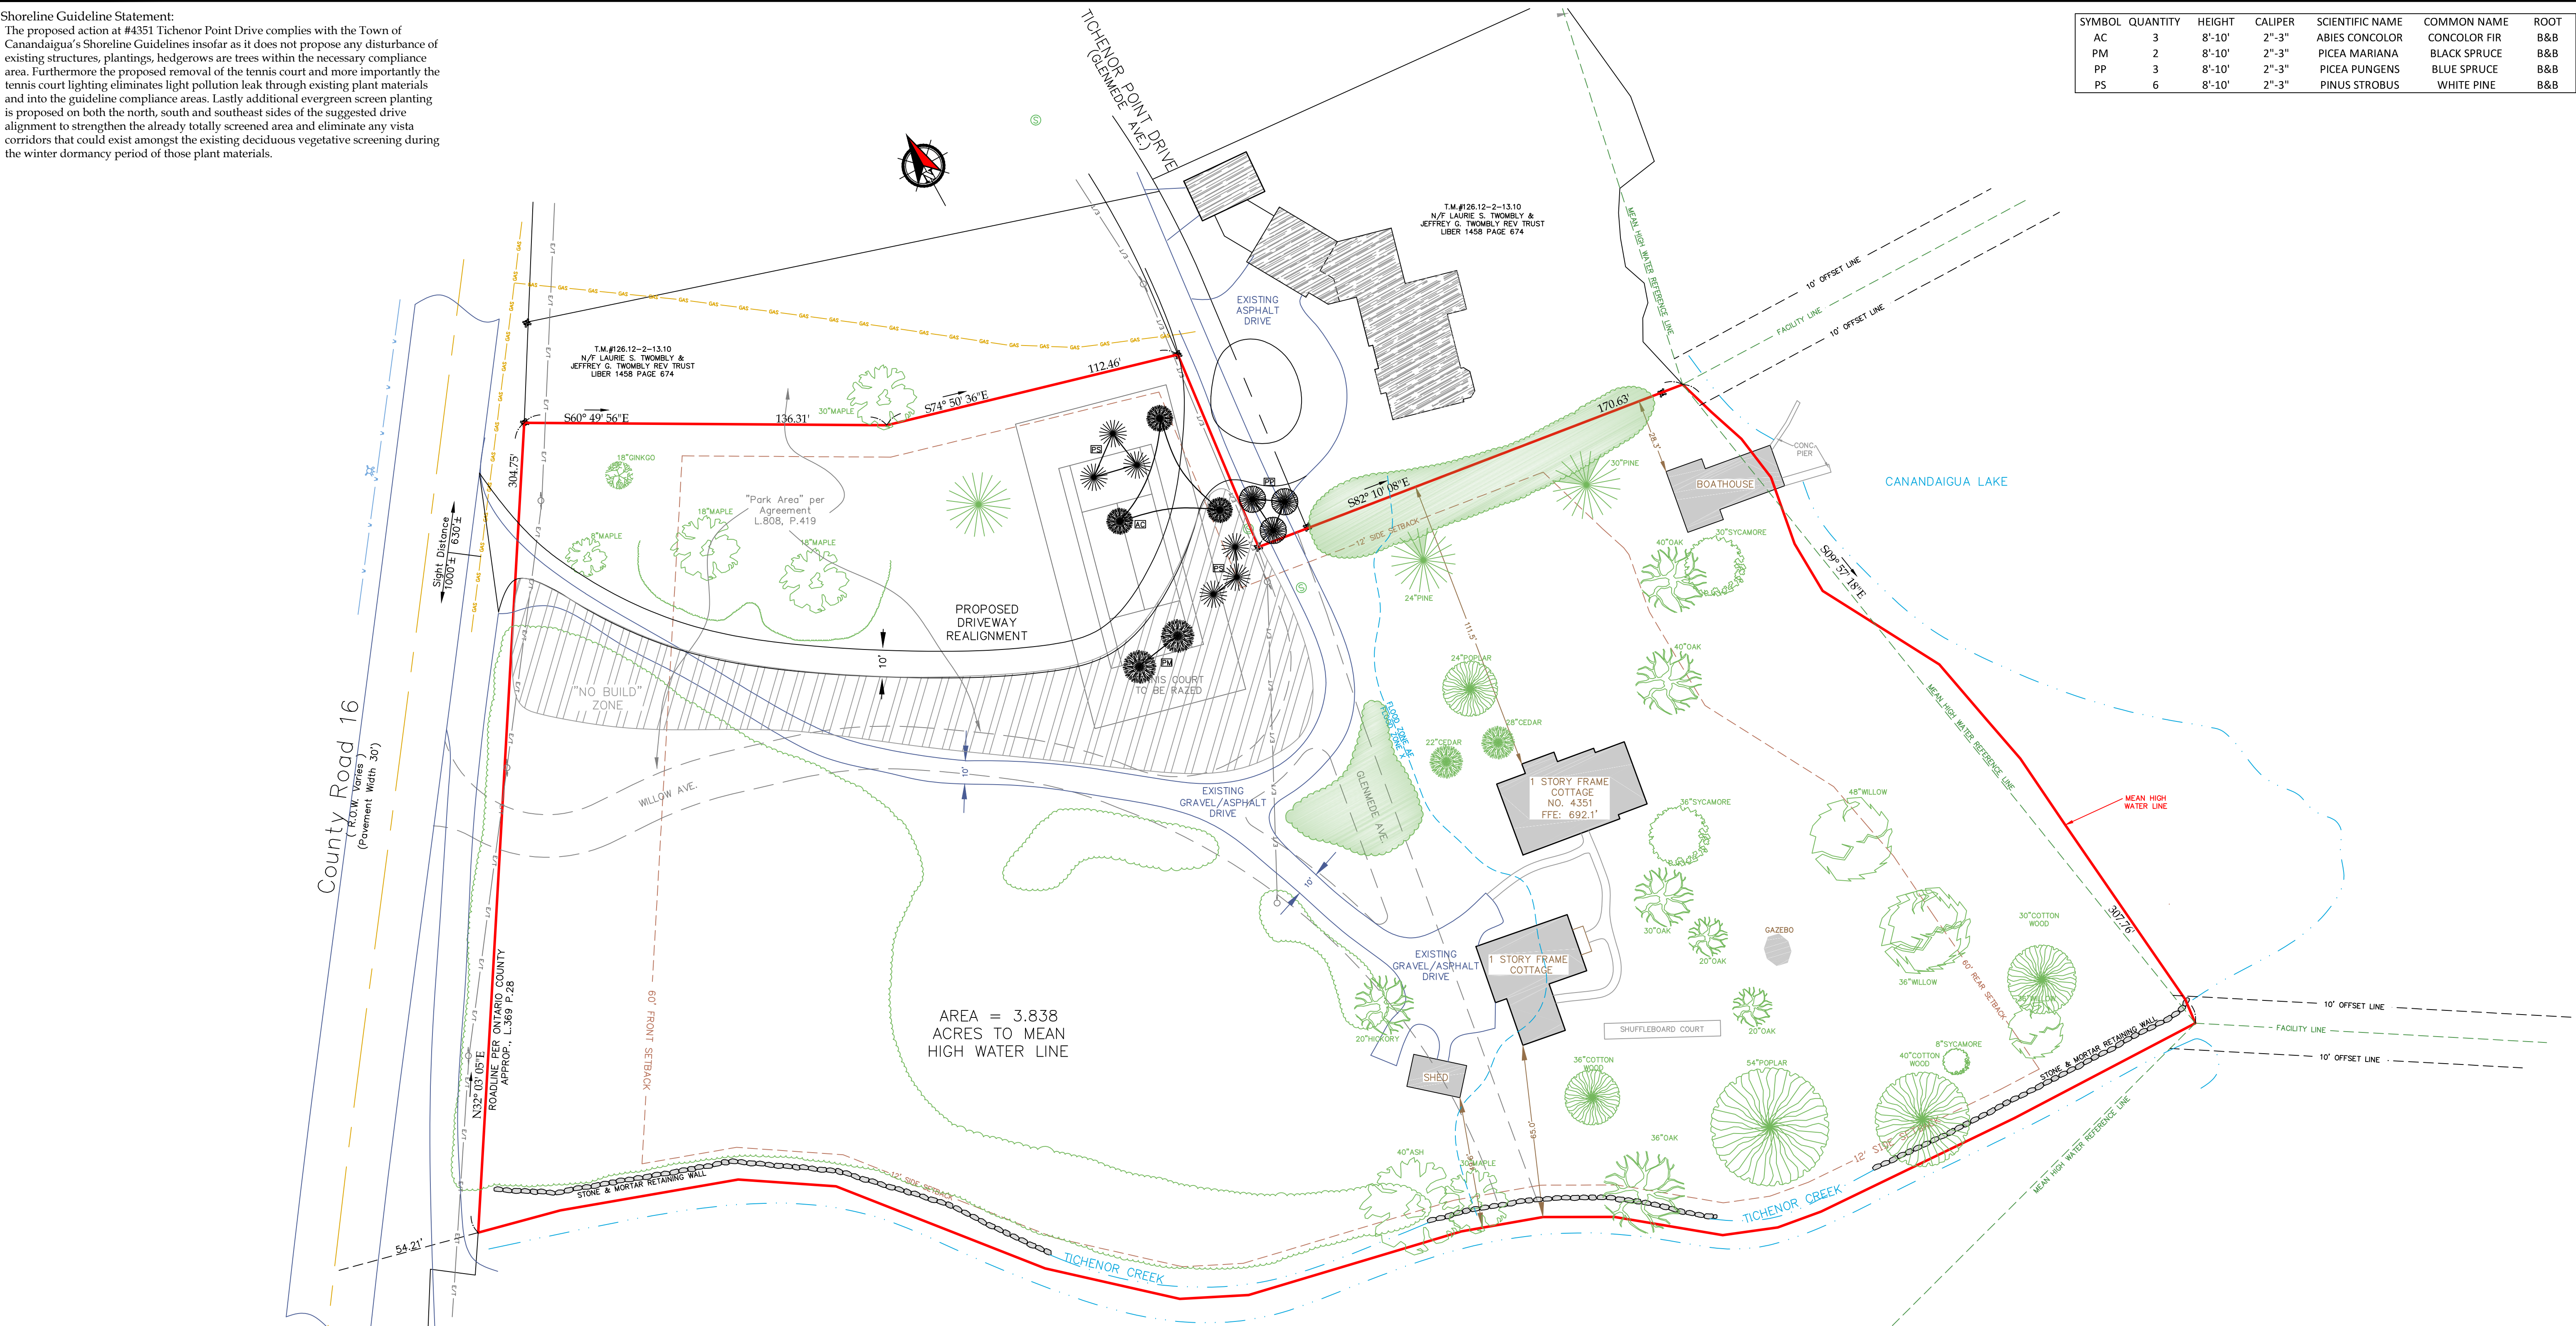 Shoreline Guideline Statement:
The proposed action at #4351 Tichenor Point Drive complies with the Town of
Canandaigua's Shoreline Guidelines insofar as it does not propose any disturbance of
existing structures, plantings, hedgerows are trees within the necessary compliance
area. Furthermore the proposed removal of the tennis court and more importantly the
tennis court lighting eliminates light pollution leak through existing plant materials
and into the guideline compliance areas. Lastly additional evergreen screen planting
is proposed on both the north, south and southeast sides of the suggested drive
alignment to strengthen the already totally screened area and eliminate any vista
corridors that could exist amongst the existing deciduous vegetative screening during
the winter dormancy period of those plant materials.
SYMBOL QUANTITY HEIGHT CALIPER SCIENTIFIC NAME COMMON NAME ROOT
AC 3 8'-10' 2"-3" ABIES CONCOLOR CONCOLOR FIR B&B
PM 2 8'-10' 2"-3" PICEA MARIANA BLACK SPRUCE B&B
PP 3 8'-10' 2"-3" PICEA PUNGENS BLUE SPRUCE B&B
PS 6 8'-10' 2"-3" PINUS STROBUS WHITE PINE B&B
TICHENOR POINT DRIVE
(GLENMEDE AVE.)
S
N
T.M.#126.12-2-13.10
N/F LAURIE S. TWOMBLY &
JEFFREY G. TWOMBLY REV TRUST
LIBER 1458 PAGE 674
MEAN HIGH WATER REFERENCE LINE
10' OFFSET LINE
FACILITY LINE
10' OFFSET LINE
EXISTING
ASPHALT
DRIVE
GAS
E/T
T.M.#126.12-2-13.10
N/F LAURIE S. TWOMBLY &
JEFFREY G. TWOMBLY REV TRUST
LIBER 1458 PAGE 674
30"MAPLE
S60° 49' 56"E
136.31'
S74° 50' 36"E
112.46'
170.63'
S82° 10' 08"E
12' SIDE SETBACK
28.3'
30"PINE
24"PINE
CONC.
PIER
BOATHOUSE
CANANDAIGUA LAKE
304.75'
18"GINKGO
8"MAPLE
18"MAPLE
18"MAPLE
"Park Area" per
Agreement
L.808, P.419
PS
AC
PP
PS
PM
S
Sight Distance
1000'± 630'±
PROPOSED
DRIVEWAY
REALIGNMENT
10'
TO BE RAZED
"NO BUILD"
ZONE
40"OAK
30"SYCAMORE
S09° 57' 18"E
111.5'
24"POPLAR
40"OAK
28"CEDAR
22"CEDAR
FLOOD ZONE AE
FLOOD ZONE X
MEAN HIGH WATER REFERENCE LINE
County Road 16
( R.O.W. Varies )
(Pavement Width 30')
WILLOW AVE.
10'
EXISTING
GRAVEL/ASPHALT
DRIVE
GLENMEDE AVE.
1 STORY FRAME
COTTAGE
NO. 4351
FFE: 692.1'
36"SYCAMORE
48"WILLOW
MEAN HIGH
WATER LINE
10'
30"OAK
20"OAK
GAZEBO
36"WILLOW
30"COTTON
WOOD
307.76'
60' REAR SETBACK
EXISTING
GRAVEL/ASPHALT
DRIVE
1 STORY FRAME
COTTAGE
AREA = 3.838
ACRES TO MEAN
HIGH WATER LINE
60' FRONT SETBACK
N32° 03' 05"E
ROADLINE PER ONTARIO COUNTY
APPROP., L.369 P.28
20"HICKORY
SHUFFLEBOARD COURT
20"OAK
10' OFFSET LINE
FACILITY LINE
10' OFFSET LINE
STONE & MORTAR RETAINING WALL
SHED
36"COTTON
WOOD
54"POPLAR
40"COTTON
WOOD
8"SYCAMORE
MEAN HIGH WATER REFERENCE LINE
65.0'
36"OAK
12' SIDE SETBACK
40"ASH
30"MAPLE
STONE & MORTAR RETAINING WALL
12' SIDE SETBACK
54.21'
TICHENOR CREEK
TICHENOR CREEK